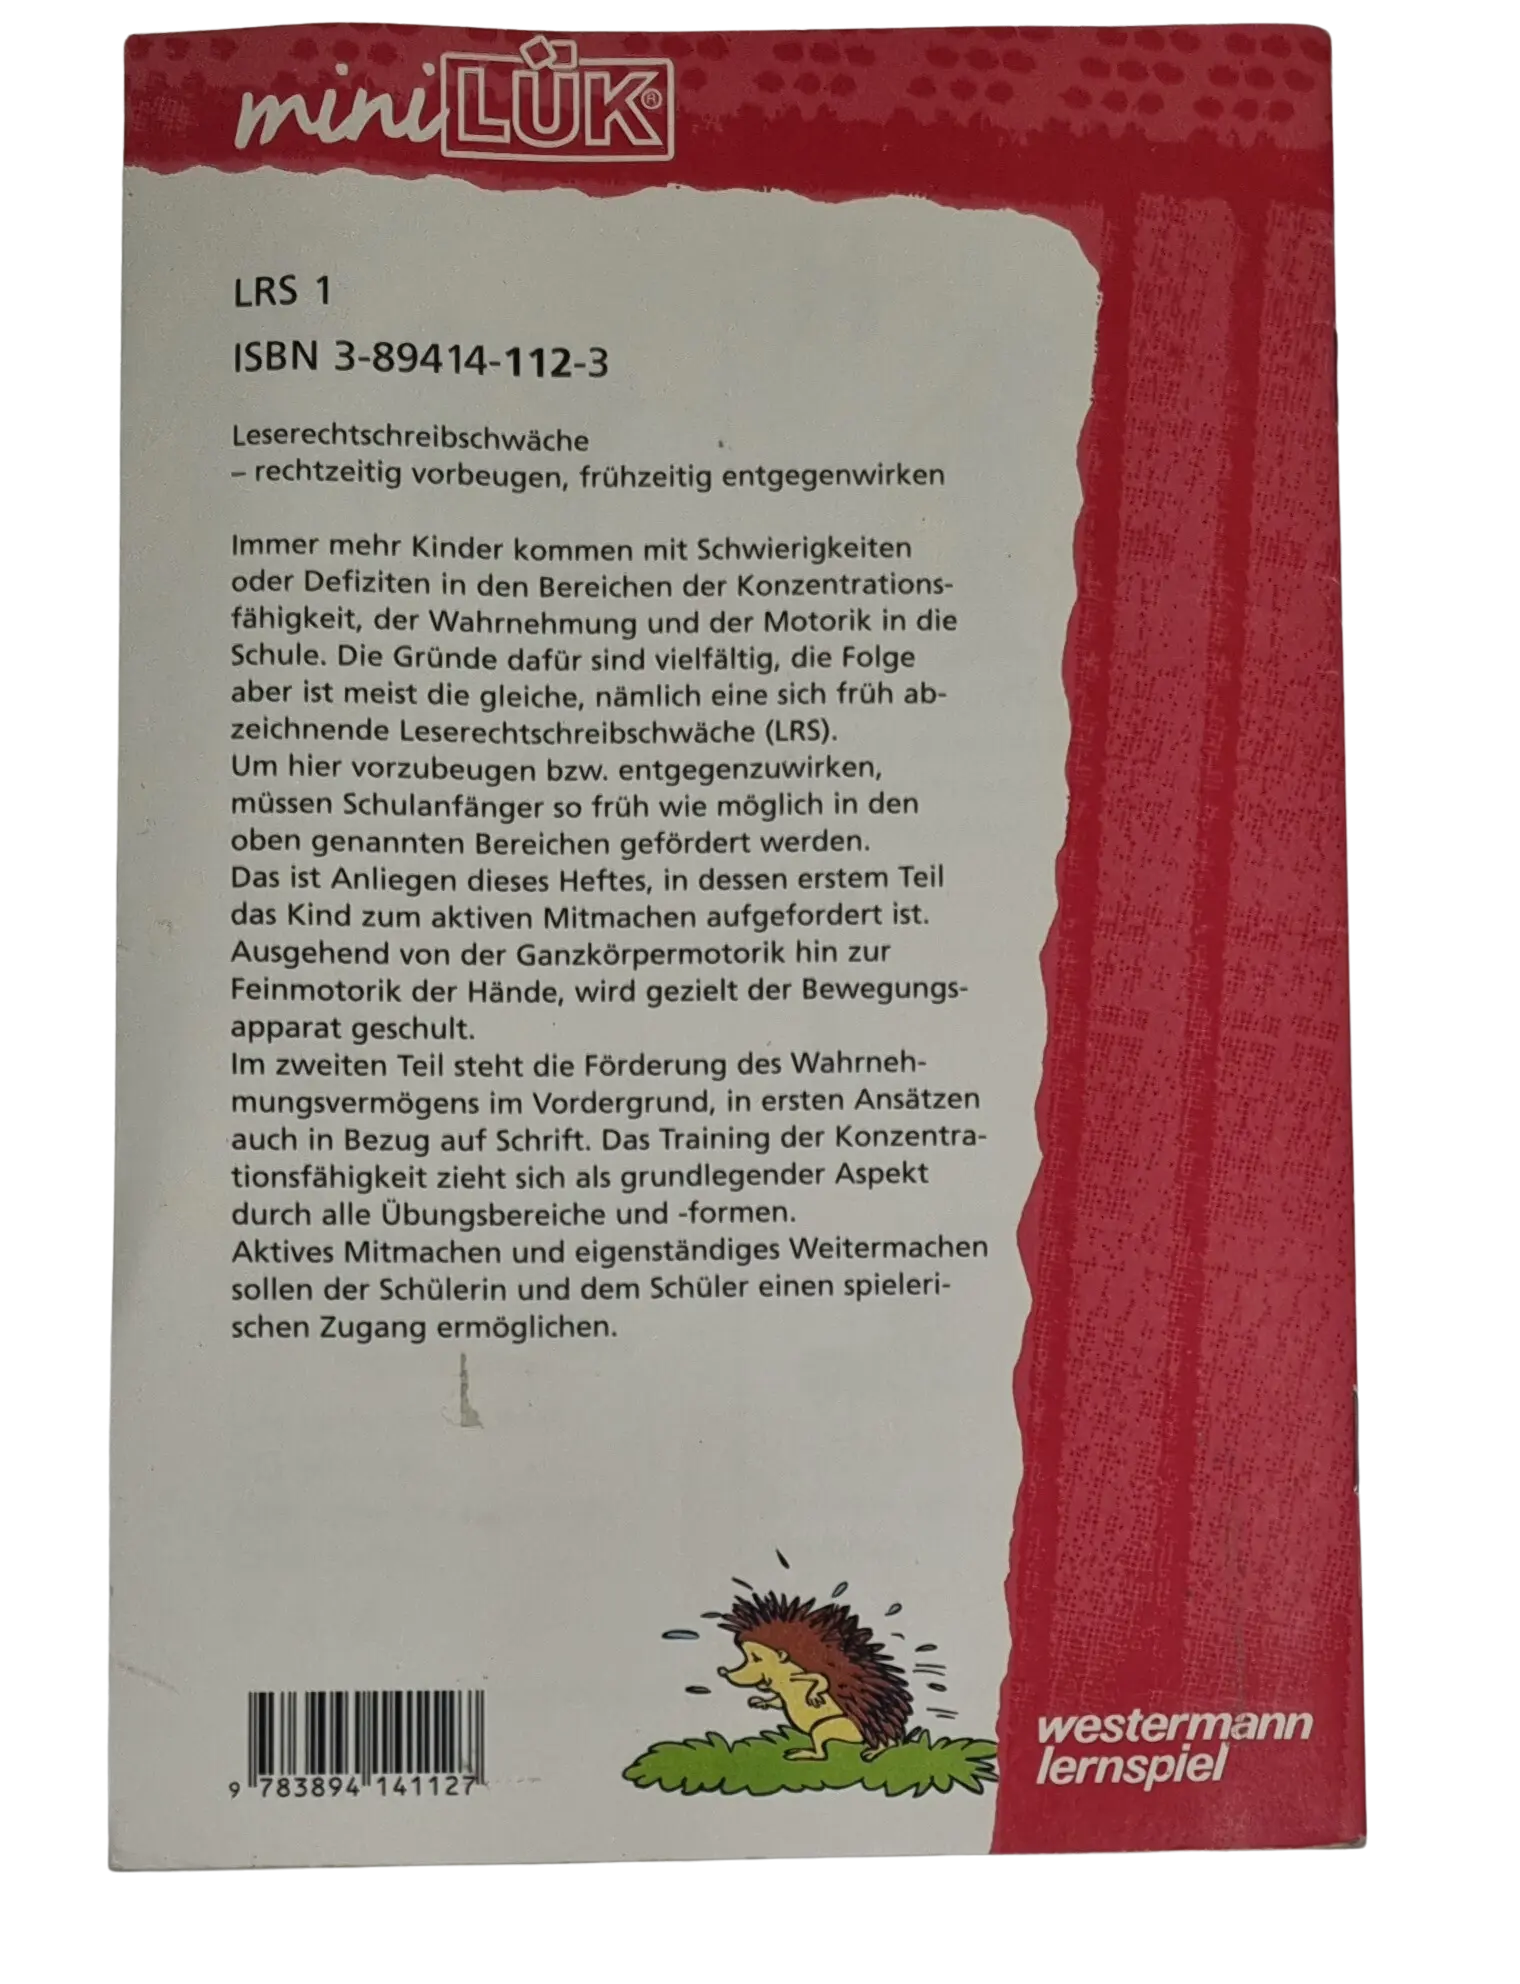 mini LÜK®
LRS 1
ISBN 3-89414-112-3
Leserechtschreibschwäche
– rechtzeitig vorbeugen, frühzeitig entgegenwirken
Immer mehr Kinder kommen mit Schwierigkeiten
oder Defiziten in den Bereichen der Konzentrations-
fähigkeit, der Wahrnehmung und der Motorik in die
Schule. Die Gründe dafür sind vielfältig, die Folge
aber ist meist die gleiche, nämlich eine sich früh ab-
zeichnende Leserechtschreibschwäche (LRS).
Um hier vorzubeugen bzw. entgegenzuwirken,
müssen Schulanfänger so früh wie möglich in den
oben genannten Bereichen gefördert werden.
Das ist Anliegen dieses Heftes, in dessen erstem Teil
das Kind zum aktiven Mitmachen aufgefordert ist.
Ausgehend von der Ganzkörpermotorik hin zur
Feinmotorik der Hände, wird gezielt der Bewegungs-
apparat geschult.
Im zweiten Teil steht die Förderung des Wahrneh-
mungsvermögens im Vordergrund, in ersten Ansätzen
auch in Bezug auf Schrift. Das Training der Konzentra-
tionsfähigkeit zieht sich als grundlegender Aspekt
durch alle Übungsbereiche und -formen.
Aktives Mitmachen und eigenständiges Weitermachen
sollen der Schülerin und dem Schüler einen spieleri-
schen Zugang ermöglichen.
9 783894 141127
westermann
lernspiel